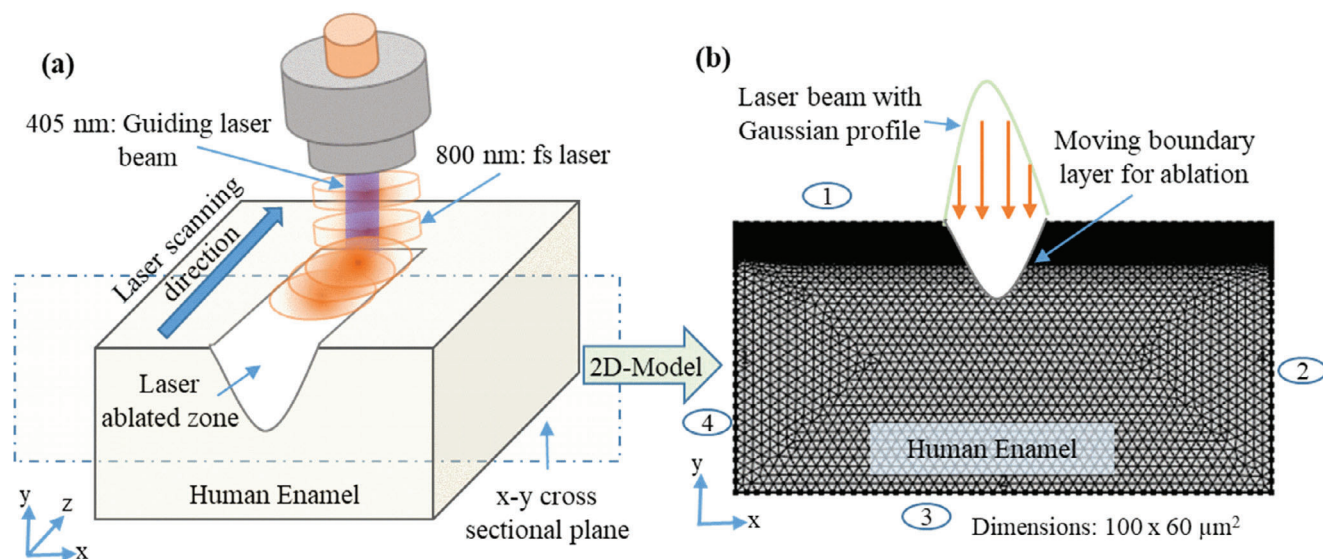 (a)
405 nm: Guiding laser
beam
800 nm: fs laser
Laser scanning
direction
Laser
ablated zone
Human Enamel
x-y cross
sectional plane
y
z
x
2D-Model
(b)
Laser beam with
Gaussian profile
Moving boundary
layer for ablation
1
2
4
Human Enamel
y
x
3
Dimensions: 100 x 60 µm²